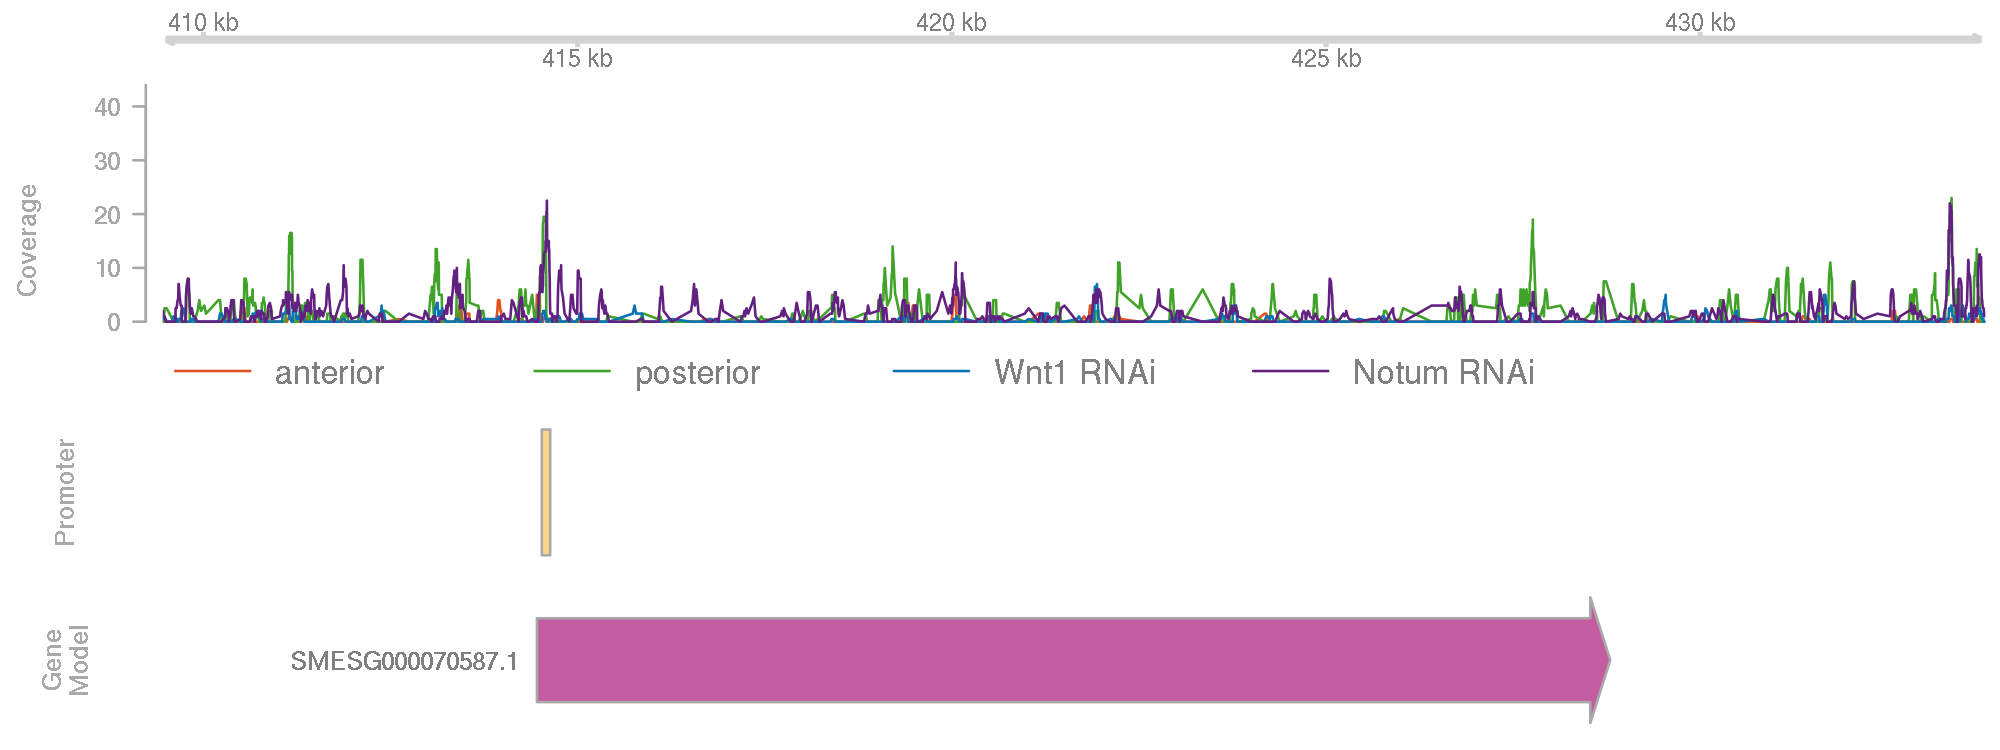 410 kb 420 kb 430 kb
415 kb 425 kb
Coverage
40
30
20
10
0
anterior posterior Wnt1 RNAi Notum RNAi
Promoter
Gene
Model
SMESG000070587.1